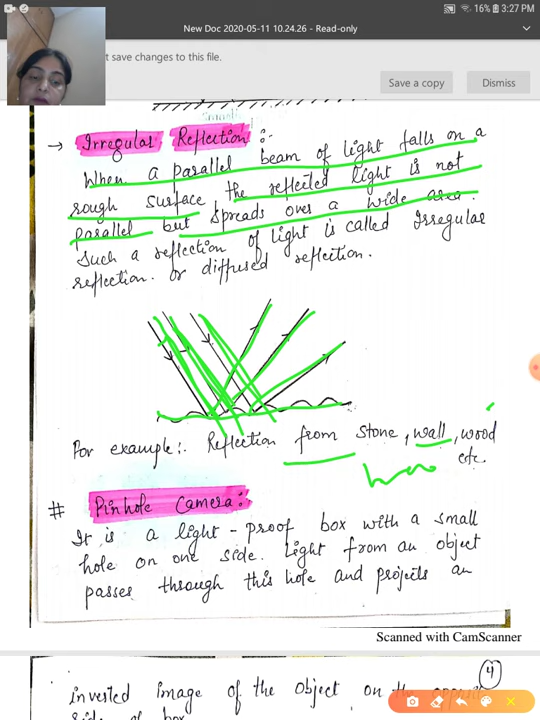 16% 3:27 PM
New Doc 2020-05-11 10.24.26 - Read-only
t save changes to this file.
Save a copy
Dismiss
→ Irregular Reflection :-
When a parallel beam of light falls on a
rough surface the reflected light is not
parallel but spreads over a wide area.
Such a reflection of light is called Irregular
reflection. or diffused reflection.
For example:. Reflection from stone, wall, wood
etc.
# Pinhole Camera:-
It is a light-proof box with a small
hole on one side. Light from an object
passes through this hole and projects an
Scanned with CamScanner
4
inverted image of the object on the
of box